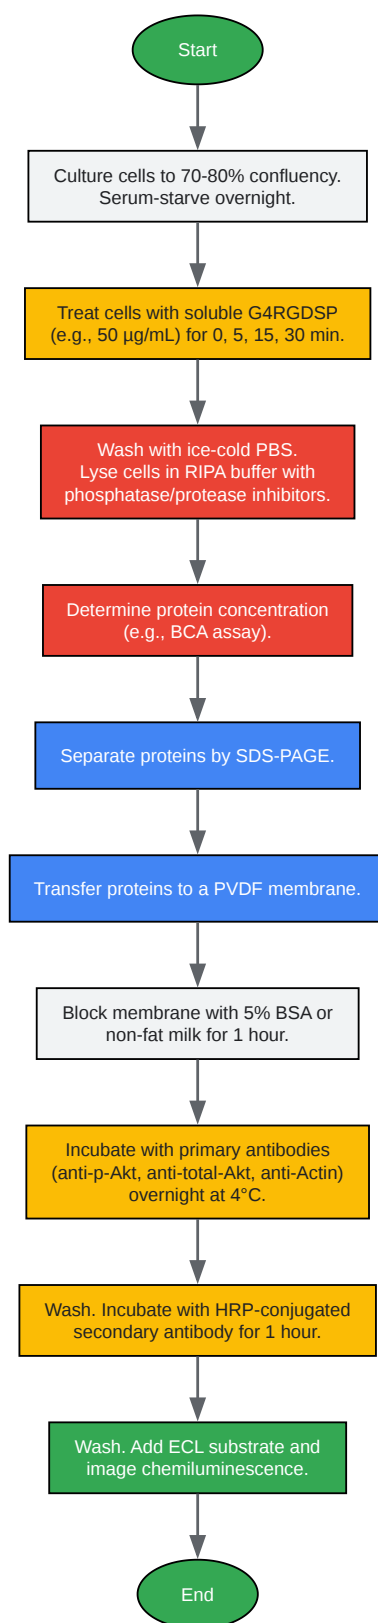 Start
Culture cells to 70-80% confluency.
Serum-starve overnight.
Treat cells with soluble G4RGDSP
(e.g., 50 µg/mL) for 0, 5, 15, 30 min.
Wash with ice-cold PBS.
Lyse cells in RIPA buffer with
phosphatase/protease inhibitors.
Determine protein concentration
(e.g., BCA assay).
Separate proteins by SDS-PAGE.
Transfer proteins to a PVDF membrane.
Block membrane with 5% BSA or
non-fat milk for 1 hour.
Incubate with primary antibodies
(anti-p-Akt, anti-total-Akt, anti-Actin)
overnight at 4°C.
Wash. Incubate with HRP-conjugated
secondary antibody for 1 hour.
Wash. Add ECL substrate and
image chemiluminescence.
End